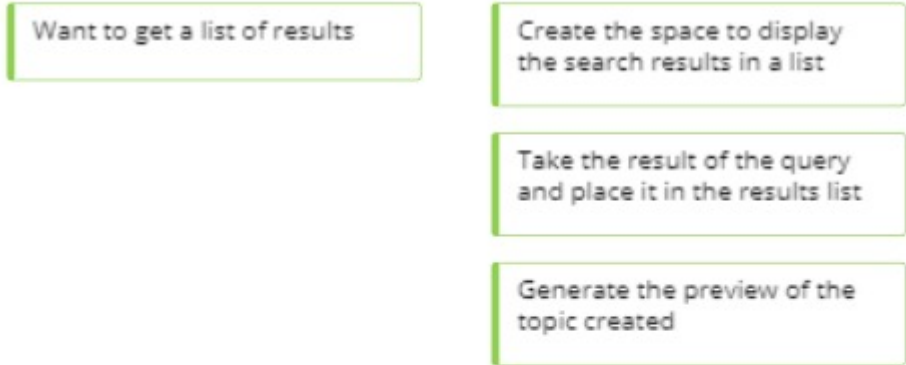 Want to get a list of results
Create the space to display
the search results in a list
Take the result of the query
and place it in the results list
Generate the preview of the
topic created